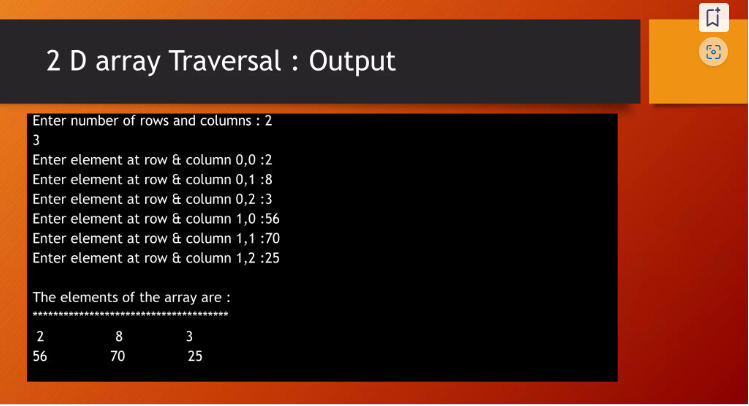 2 D array Traversal : Output
Enter number of rows and columns : 2
3
Enter element at row & column 0,0 :2
Enter element at row & column 0,1 :8
Enter element at row & column 0,2 :3
Enter element at row & column 1,0 :56
Enter element at row & column 1,1 :70
Enter element at row & column 1,2 :25
The elements of the array are :
**************************************
2 8 3
56 70 25